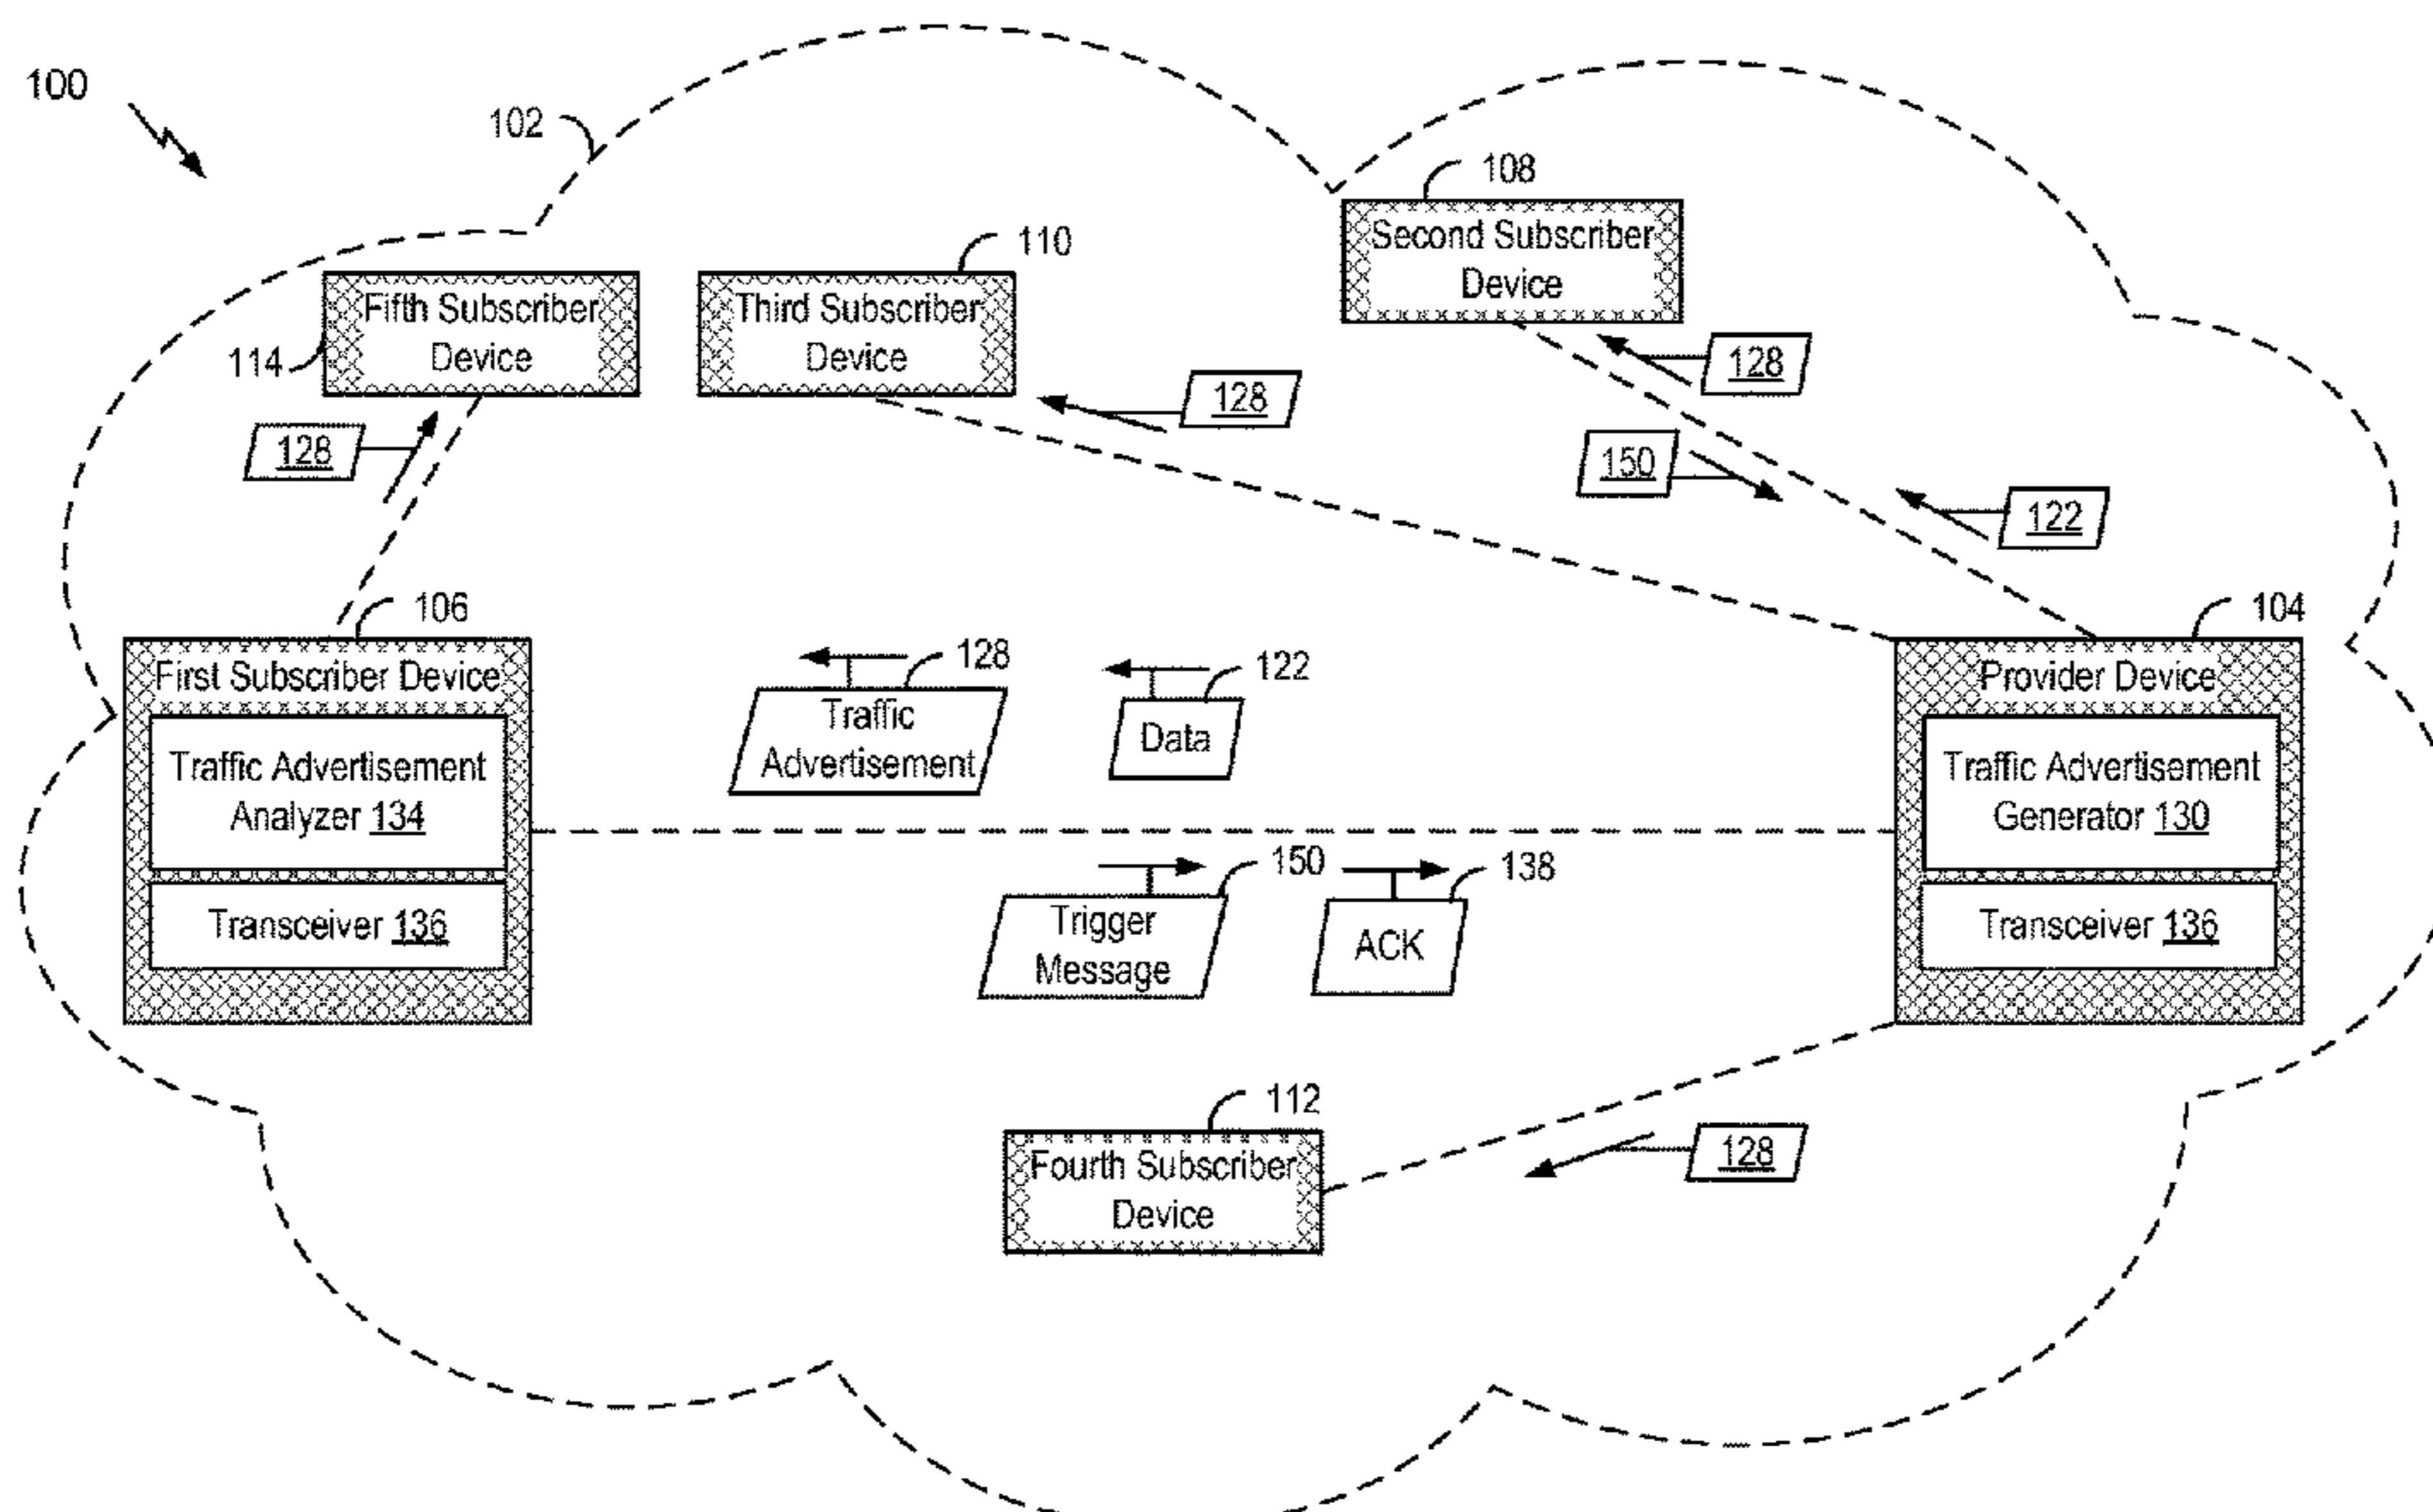 100
102
108
Second Subscriber
Device
110
Fifth Subscriber
Device
114
Third Subscriber
Device
128
128
128
150
122
106
First Subscriber Device
Traffic Advertisement
Analyzer 134
Transceiver 136
128
Traffic
Advertisement
122
Data
104
Provider Device
Traffic Advertisement
Generator 130
Transceiver 136
150
Trigger
Message
138
ACK
112
Fourth Subscriber
Device
128